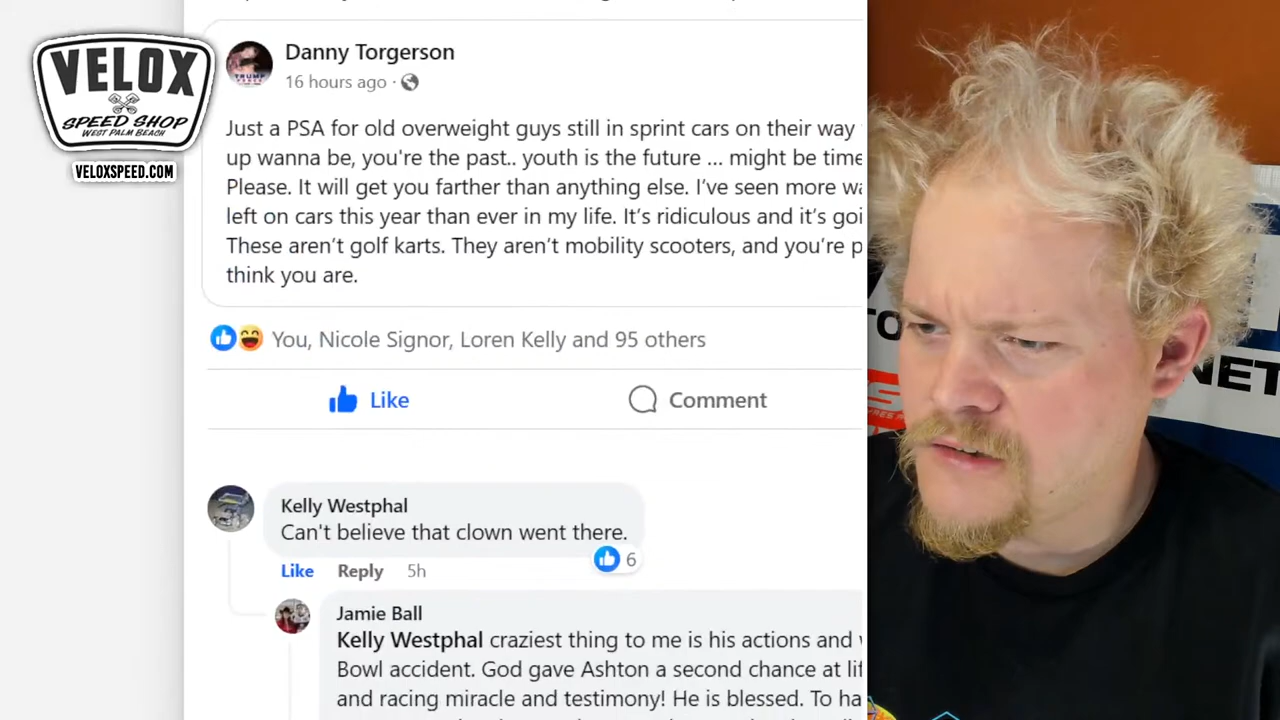 VELOX
SPEED SHOP
WEST PALM BEACH
VELOXSPEED.COM
Danny Torgerson
TRUMP
16 hours ago ·
Just a PSA for old overweight guys still in sprint cars on their way
up wanna be, you're the past.. youth is the future ... might be time
Please. It will get you farther than anything else. I've seen more wa
left on cars this year than ever in my life. It's ridiculous and it's goi
These aren't golf karts. They aren't mobility scooters, and you're p
think you are.
You, Nicole Signor, Loren Kelly and 95 others
Like
Comment
Kelly Westphal
Can't believe that clown went there.
6
Like Reply 5h
Jamie Ball
Kelly Westphal craziest thing to me is his actions and
Bowl accident. God gave Ashton a second chance at lif
and racing miracle and testimony! He is blessed. To ha
TO
NET